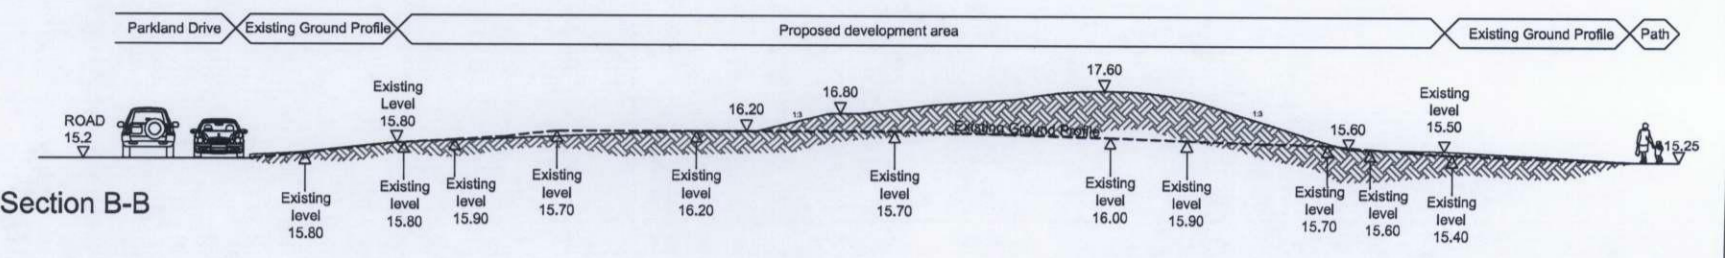 Parkland Drive
Existing Ground Profile
Proposed development area
Existing Ground Profile
Path
ROAD
15.2
Existing
Level
15.80
16.20
16.80
1:3
17.60
1:3
15.60
Existing
level
15.50
15.25
Existing Ground Profile
Section B-B
Existing
level
15.80
Existing
level
15.80
Existing
level
15.90
Existing
level
15.70
Existing
level
16.20
Existing
level
15.70
Existing
level
16.00
Existing
level
15.90
Existing
level
15.70
Existing
level
15.60
Existing
level
15.40